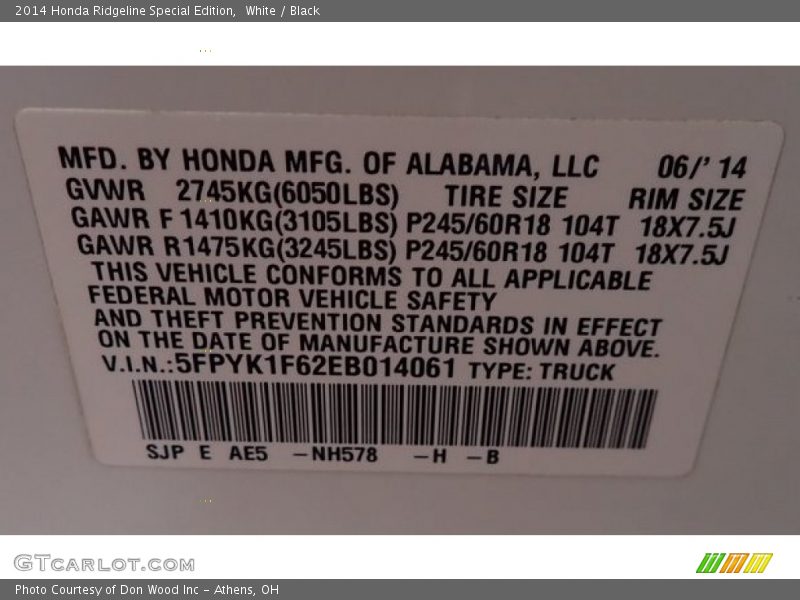 2014 Honda Ridgeline Special Edition,  White / Black
MFD. BY HONDA MFG. OF ALABAMA, LLC 06/' 14
GVWR 2745KG(6050LBS) TIRE SIZE RIM SIZE
GAWR F 1410KG(3105LBS) P245/60R18 104T 18X7.5J
GAWR R1475KG(3245LBS) P245/60R18 104T 18X7.5J
THIS VEHICLE CONFORMS TO ALL APPLICABLE
FEDERAL MOTOR VEHICLE SAFETY
AND THEFT PREVENTION STANDARDS IN EFFECT
ON THE DATE OF MANUFACTURE SHOWN ABOVE.
V.I.N.:5FPYK1F62EB014061 TYPE: TRUCK
SJP E AE5 -NH578 -H -B
GTCARLOT.COM
Photo Courtesy of Don Wood Inc - Athens, OH